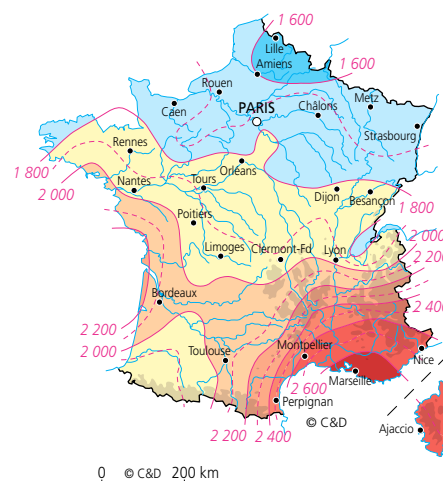 1 600
Lille
Amiens
1 600
Rouen
Metz
PARIS
Châlons
Caen
Strasbourg
Rennes
Orléans
1 800
Nantes
Tours
2 000
Dijon
Besançon
Poitiers
1 800
2 000
Limoges
Clermont-Fd
Lyon
2 200
Bordeaux
2 400
2 200
2 000
Toulouse
Montpellier
Nice
Marseille
2 600
Perpignan
2 200
2 400
© C&D
Ajaccio
0
© C&D
200 km